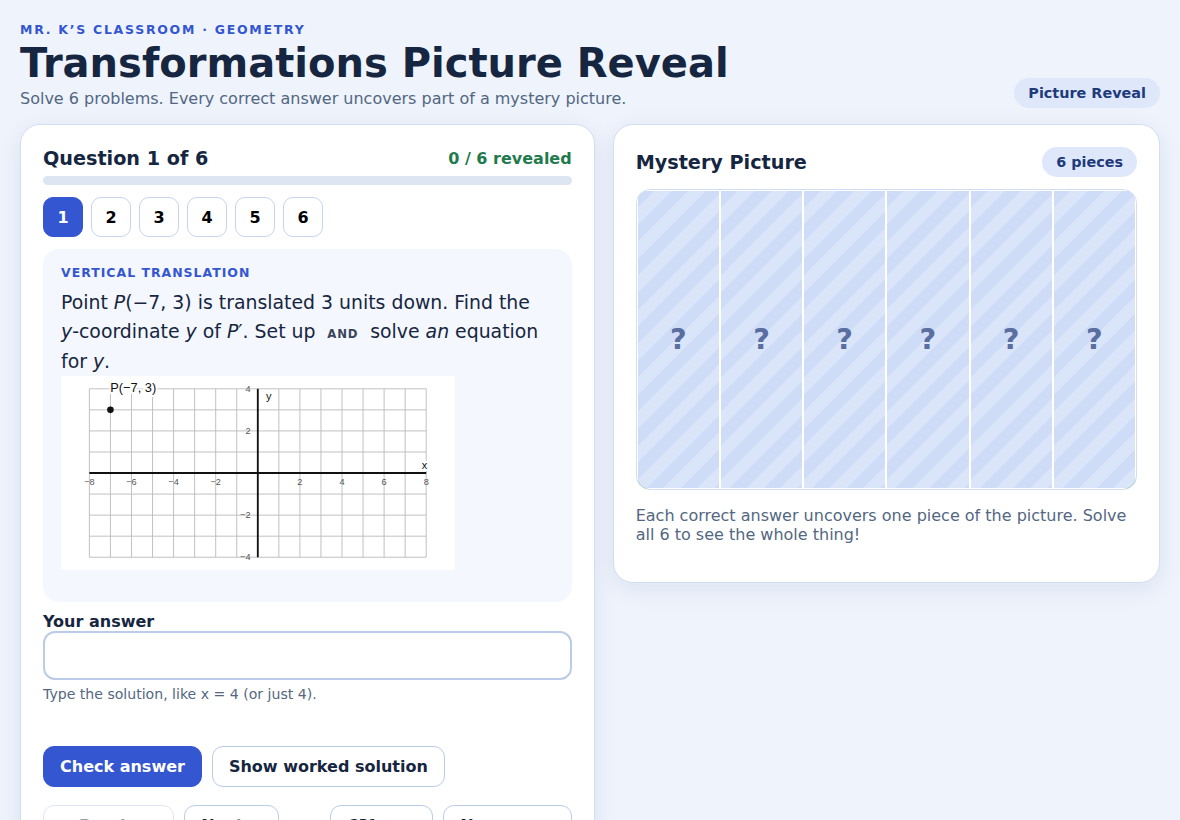 MR. K'S CLASSROOM · GEOMETRY
Transformations Picture Reveal
Solve 6 problems. Every correct answer uncovers part of a mystery picture.
Picture Reveal
Question 1 of 6
0 / 6 revealed
1 2 3 4 5 6
VERTICAL TRANSLATION
Point P(−7, 3) is translated 3 units down. Find the
y-coordinate y of P′. Set up AND solve an equation
for y.
P(−7, 3)
4
y
2
x
−8 −6 −4 −2 2 4 6 8
−2
−4
Your answer
Type the solution, like x = 4 (or just 4).
Check answer
Show worked solution
Mystery Picture
6 pieces
? ? ? ? ? ?
Each correct answer uncovers one piece of the picture. Solve
all 6 to see the whole thing!